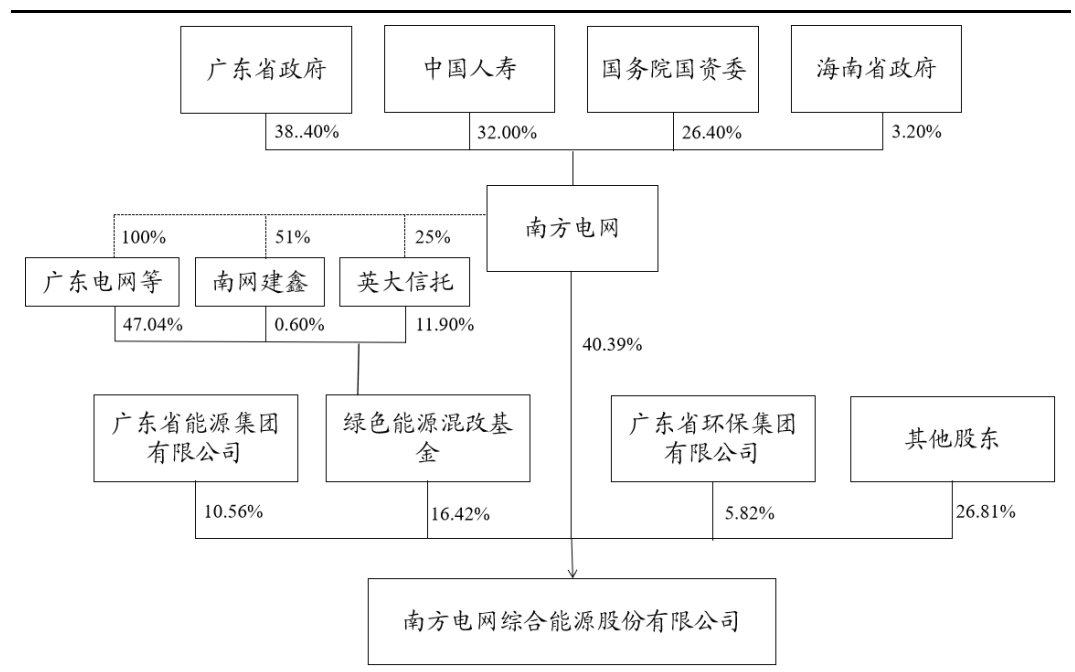 广东省政府
中国人寿
国务院国资委
海南省政府
38..40%
32.00%
26.40%
3.20%
南方电网
100%
51%
25%
广东电网等
南网建鑫
英大信托
47.04%
0.60%
11.90%
40.39%
广东省能源集团
有限公司
绿色能源混改基
金
广东省环保集团
有限公司
其他股东
10.56%
16.42%
5.82%
26.81%
南方电网综合能源股份有限公司